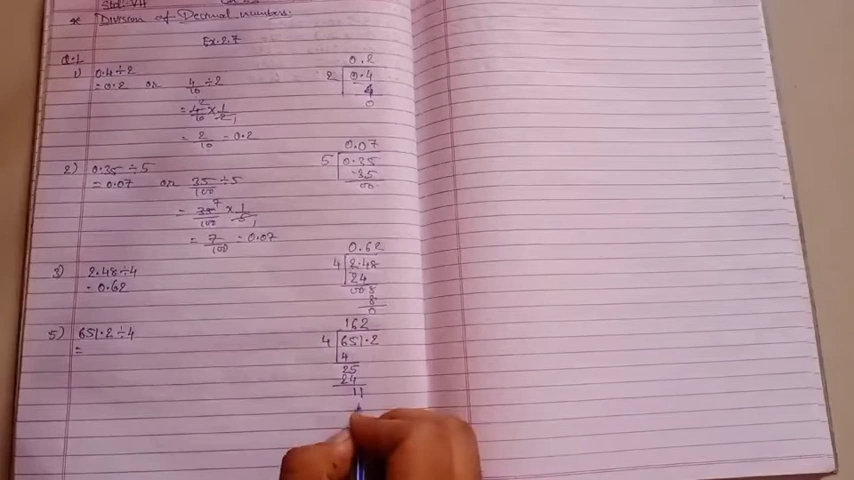 Std:-VII
* Division of Decimal numbers.
Ex-2.7
Q.1
1) 0.4÷2
= 0.2 or 4/10 ÷2
= 4/10 2 × 1/2 1
= 2/10 = 0.2
0.2
2 0.4
4
0
2) 0.35÷5
= 0.07 or 35/100 ÷5
= 35/100 7 × 1/5 1
= 7/100 = 0.07
0.07
5 0.35
35
00
3) 2.48÷4
= 0.62
0.62
4 2.48
24
008
8
0
5) 651.2÷4
=
162
4 651.2
4
25
24
11